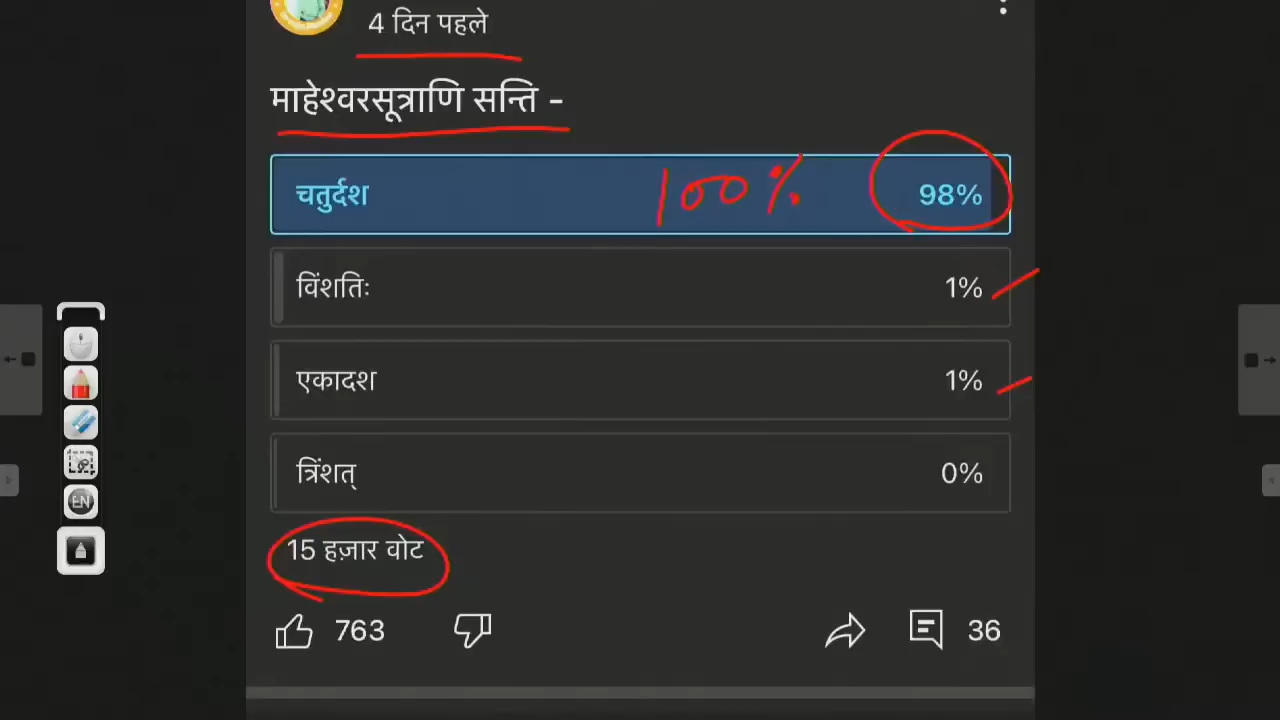 4 दिन पहले
माहेश्वरसूत्राणि सन्ति -
चतुर्दश 100% 98%
विंशतिः 1%
एकादश 1%
त्रिंशत् 0%
15 हज़ार वोट
763 36
EN